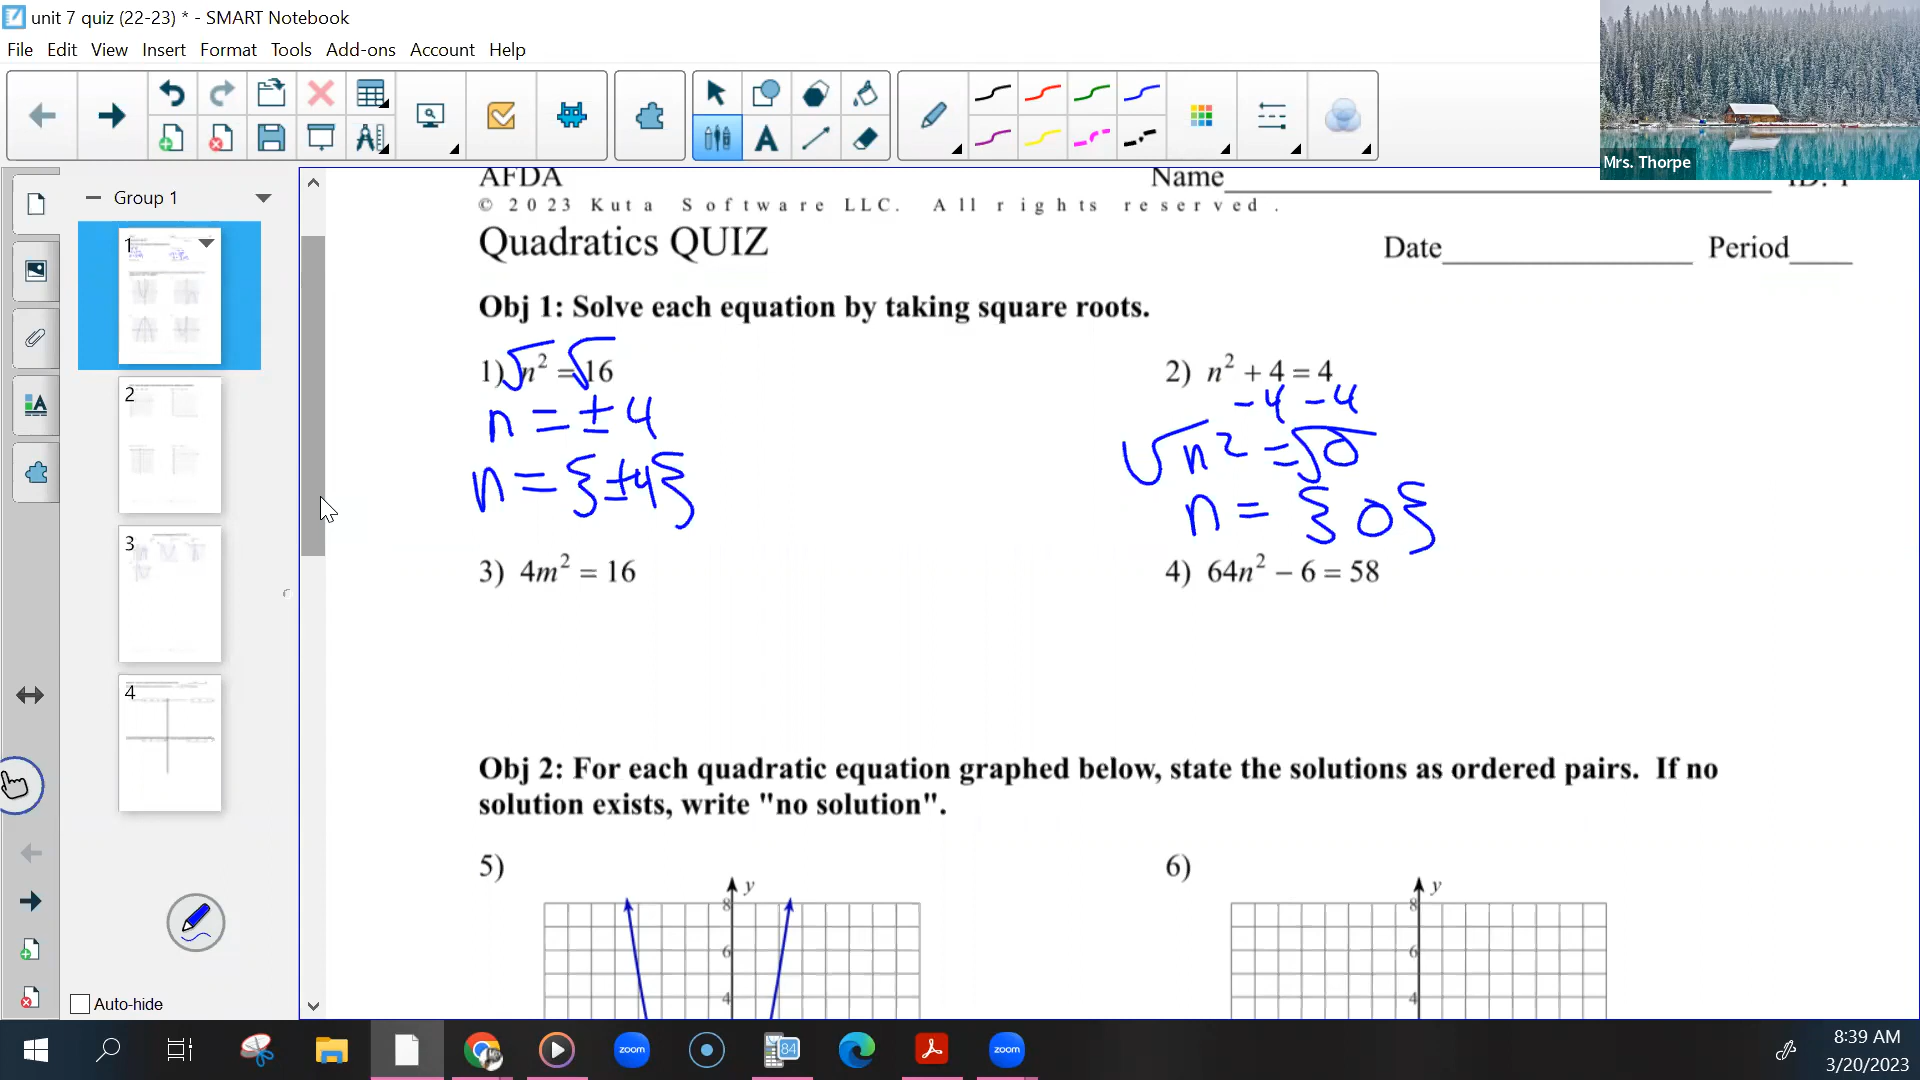 unit 7 quiz (22-23) * - SMART Notebook
File Edit View Insert Format Tools Add-ons Account Help
Mrs. Thorpe
Group 1
1
2
3
4
Auto-hide
AFDA
Name
© 2023 Kuta Software LLC. All rights reserved.
Quadratics QUIZ
Date Period
Obj 1: Solve each equation by taking square roots.
1) √n² = √16
n = ± 4
n = {±4}
2) n² + 4 = 4
-4 -4
√n² = √0
n = {0}
3) 4m² = 16
4) 64n² − 6 = 58
Obj 2: For each quadratic equation graphed below, state the solutions as ordered pairs. If no
solution exists, write "no solution".
5)
y
8
6
4
6)
y
8
6
4
zoom
84
zoom
8:39 AM
3/20/2023